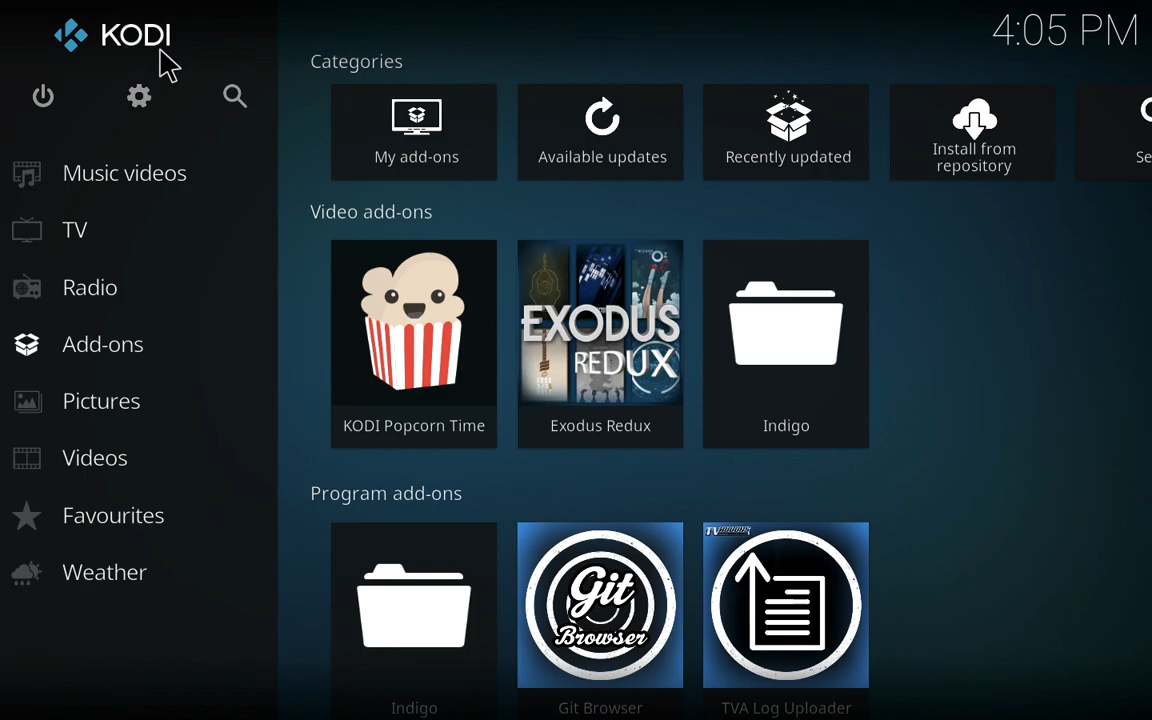 KODI
4:05 PM
Categories
My add-ons
Available updates
Recently updated
Install from
repository
Se
Music videos
TV
Radio
Add-ons
Pictures
Videos
Favourites
Weather
Video add-ons
EXODUS
REDUX
KODI Popcorn Time
Exodus Redux
Indigo
Program add-ons
Git
Browser
Indigo
Git Browser
TVA Log Uploader